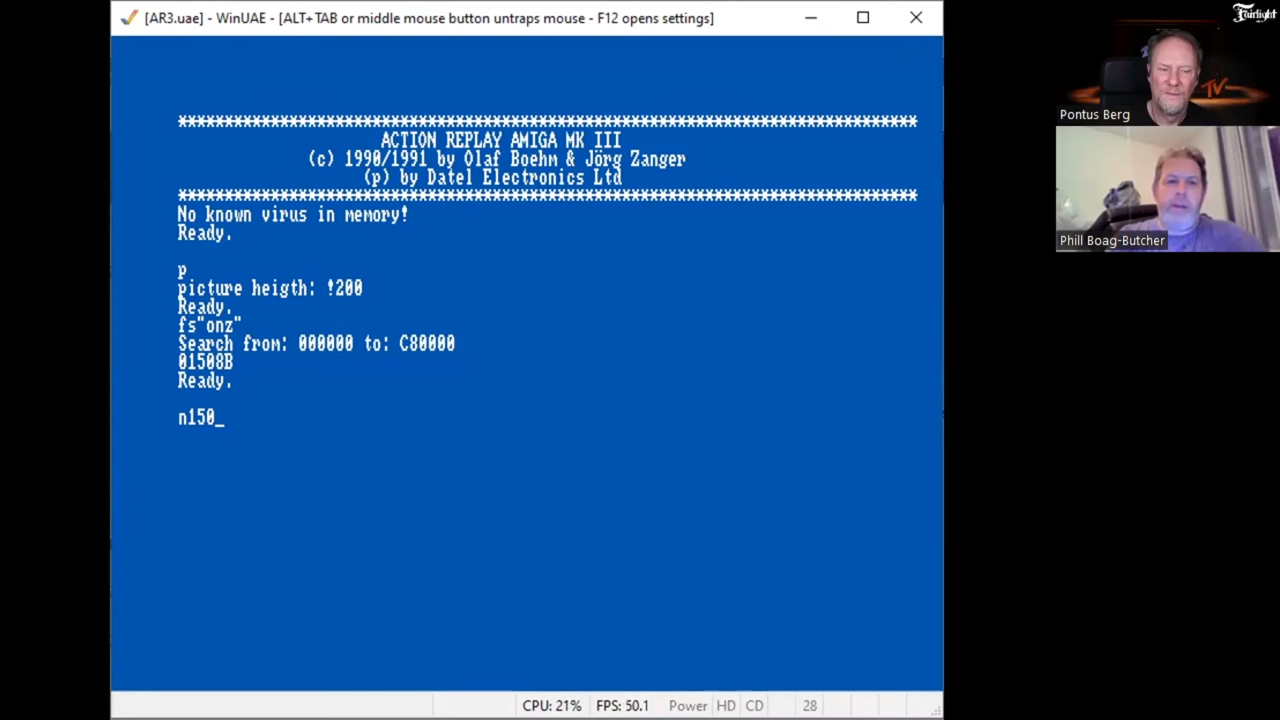 [AR3.uae] - WinUAE - [ALT+TAB or middle mouse button untraps mouse - F12 opens settings]
Fairlight
TV
Pontus Berg
Phill Boag-Butcher
********************************************************************************
ACTION REPLAY AMIGA MK III
(c) 1990/1991 by Olaf Boehm & Jörg Zanger
(p) by Datel Electronics Ltd
********************************************************************************
No known virus in memory!
Ready.
p
picture heigth: !200
Ready.
fs"onz"
Search from: 000000 to: C80000
01508B
Ready.
n150_
CPU: 21% FPS: 50.1 Power HD CD 28